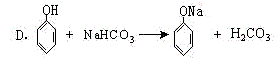 OH ONa
D. + NaHCO₃ ⟶ + H₂CO₃